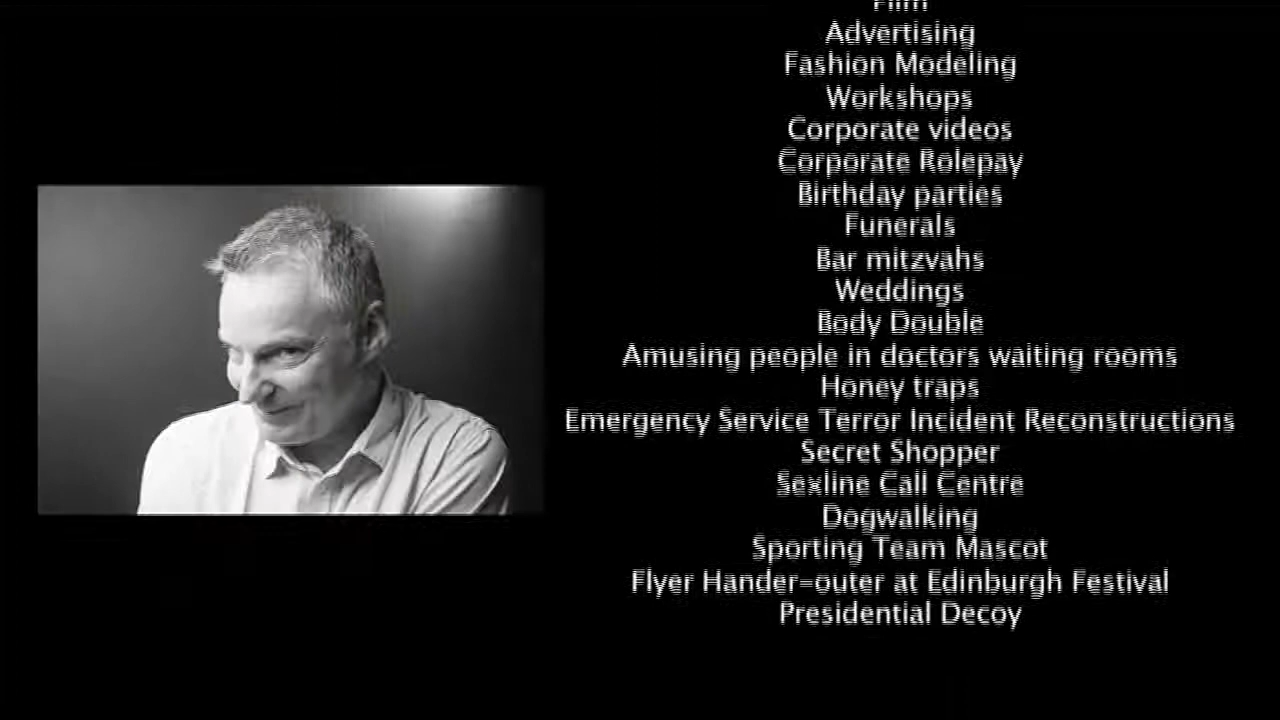 Film
Advertising
Fashion Modeling
Workshops
Corporate videos
Corporate Rolepay
Birthday parties
Funerals
Bar mitzvahs
Weddings
Body Double
Amusing people in doctors waiting rooms
Honey traps
Emergency Service Terror Incident Reconstructions
Secret Shopper
Sexline Call Centre
Dogwalking
Sporting Team Mascot
Flyer Hander-outer at Edinburgh Festival
Presidential Decoy